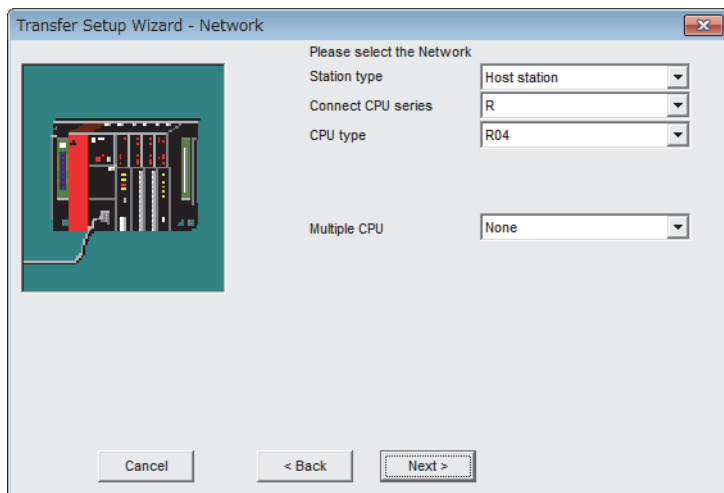 Transfer Setup Wizard - Network
Please select the Network
Station type Host station
Connect CPU series R
CPU type R04
Multiple CPU None
Cancel < Back Next >